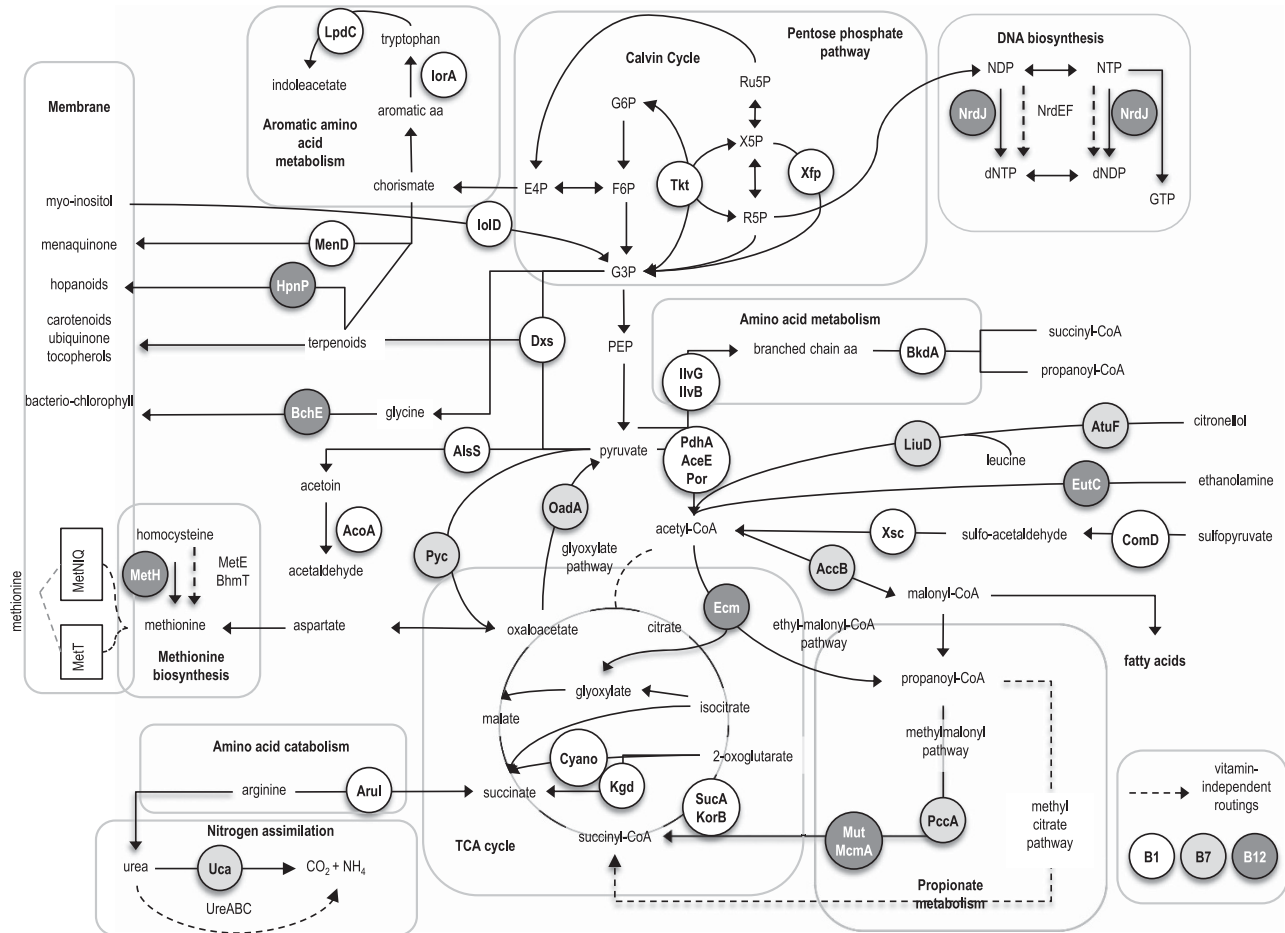 LpdC
tryptophan
IorA
indoleacetate
aromatic aa
Aromatic amino
acid
metabolism
chorismate
Pentose phosphate
pathway
Calvin Cycle
Ru5P
G6P
X5P
Tkt
Xfp
E4P
F6P
R5P
G3P
DNA biosynthesis
NDP
NTP
NrdJ
NrdEF
NrdJ
dNTP
dNDP
GTP
Membrane
myo-inositol
IolD
menaquinone
MenD
hopanoids
HpnP
carotenoids
ubiquinone
tocopherols
terpenoids
Dxs
PEP
bacterio-chlorophyll
BchE
glycine
Amino acid metabolism
branched chain aa
BkdA
succinyl-CoA
propanoyl-CoA
IlvG
IlvB
pyruvate
PdhA
AceE
Por
AlsS
acetoin
AcoA
acetaldehyde
OadA
Pyc
LiuD
AtuF
citronellol
leucine
EutC
ethanolamine
acetyl-CoA
Xsc
sulfo-acetaldehyde
ComD
sulfopyruvate
AccB
malonyl-CoA
fatty acids
glyoxylate
pathway
methionine
MetNIQ
MetT
homocysteine
MetH
MetE
BhmT
methionine
Methionine
biosynthesis
aspartate
oxaloacetate
citrate
Ecm
ethyl-malonyl-CoA
pathway
glyoxylate
malate
isocitrate
2-oxoglutarate
Cyano
Kgd
succinate
SucA
KorB
succinyl-CoA
TCA cycle
propanoyl-CoA
methylmalonyl
pathway
PccA
Mut
McmA
methyl
citrate
pathway
Propionate
metabolism
Amino acid catabolism
arginine
AruI
Nitrogen assimilation
urea
Uca
CO2 + NH4
UreABC
vitamin-
independent
routings
B1
B7
B12